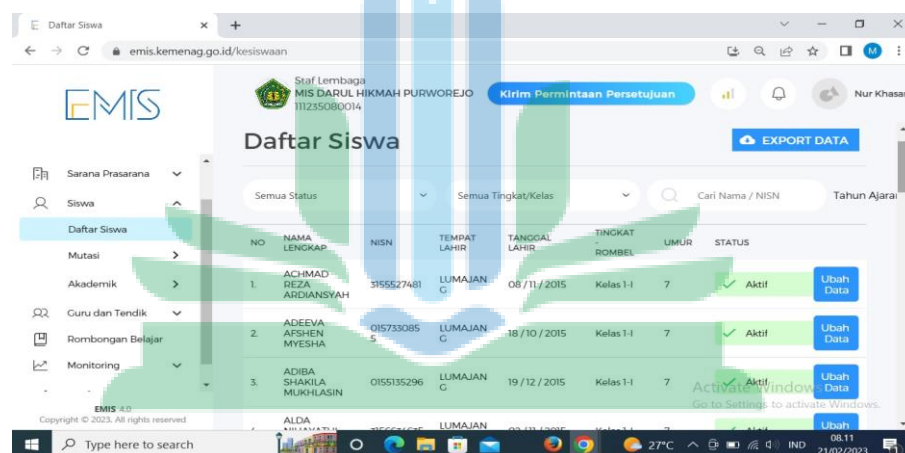 Daftar Siswa
emis.kemenag.go.id/kesiswaan
M
EMIS
Staf Lembaga
MIS DARUL HIKMAH PURWOREJO
111235080014
Kirim Permintaan Persetujuan
Nur Khasa
Daftar Siswa
EXPORT DATA
Sarana Prasarana
Siswa
Daftar Siswa
Mutasi
Akademik
Guru dan Tendik
Rombongan Belajar
Monitoring
EMIS 4.0
Copyright © 2023. All rights reserved
Semua Status
Semua Tingkat/Kelas
Cari Nama / NISN
Tahun Ajara
NO NAMA LENGKAP NISN TEMPAT LAHIR TANGGAL LAHIR TINGKAT - ROMBEL UMUR STATUS
1. ACHMAD REZA ARDIANSYAH 3155527481 LUMAJANG 08 / 11 / 2015 Kelas 1-I 7 Aktif Ubah Data
2. ADEEVA AFSHEN MYESHA 0157330855 LUMAJANG 18 / 10 / 2015 Kelas 1-I 7 Aktif Ubah Data
3. ADIBA SHAKILA MUKHLASIN 0155135296 LUMAJANG 19 / 12 / 2015 Kelas 1-I 7 Aktif Ubah Data
ALDA
LUMAJAN
Ubah
Activate Windows
Go to Settings to activate Windows.
Type here to search
27°C
IND
08.11
21/02/2023